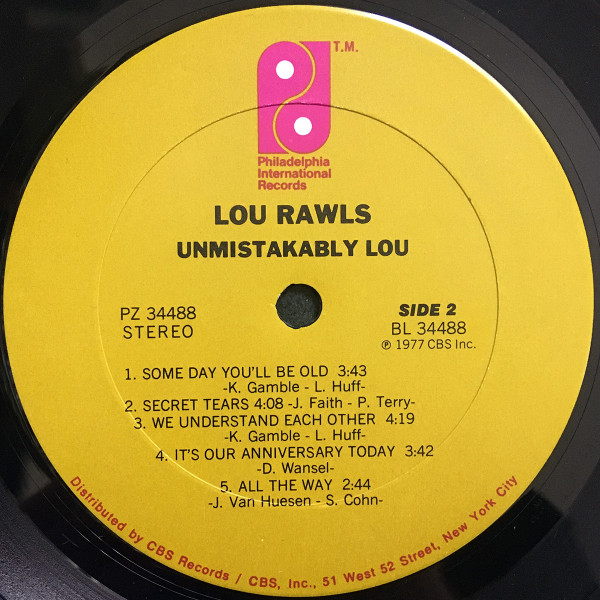 T.M.
Philadelphia
International
Records
LOU RAWLS
UNMISTAKABLY LOU
PZ 34488
STEREO
SIDE 2
BL 34488
℗ 1977 CBS Inc.
1. SOME DAY YOU'LL BE OLD 3:43
-K. Gamble - L. Huff-
2. SECRET TEARS 4:08 -J. Faith - P. Terry-
3. WE UNDERSTAND EACH OTHER 4:19
-K. Gamble - L. Huff-
4. IT'S OUR ANNIVERSARY TODAY 3:42
-D. Wansel-
5. ALL THE WAY 2:44
-J. Van Huesen - S. Cohn-
Distributed by CBS Records / CBS, Inc., 51 West 52 Street, New York City